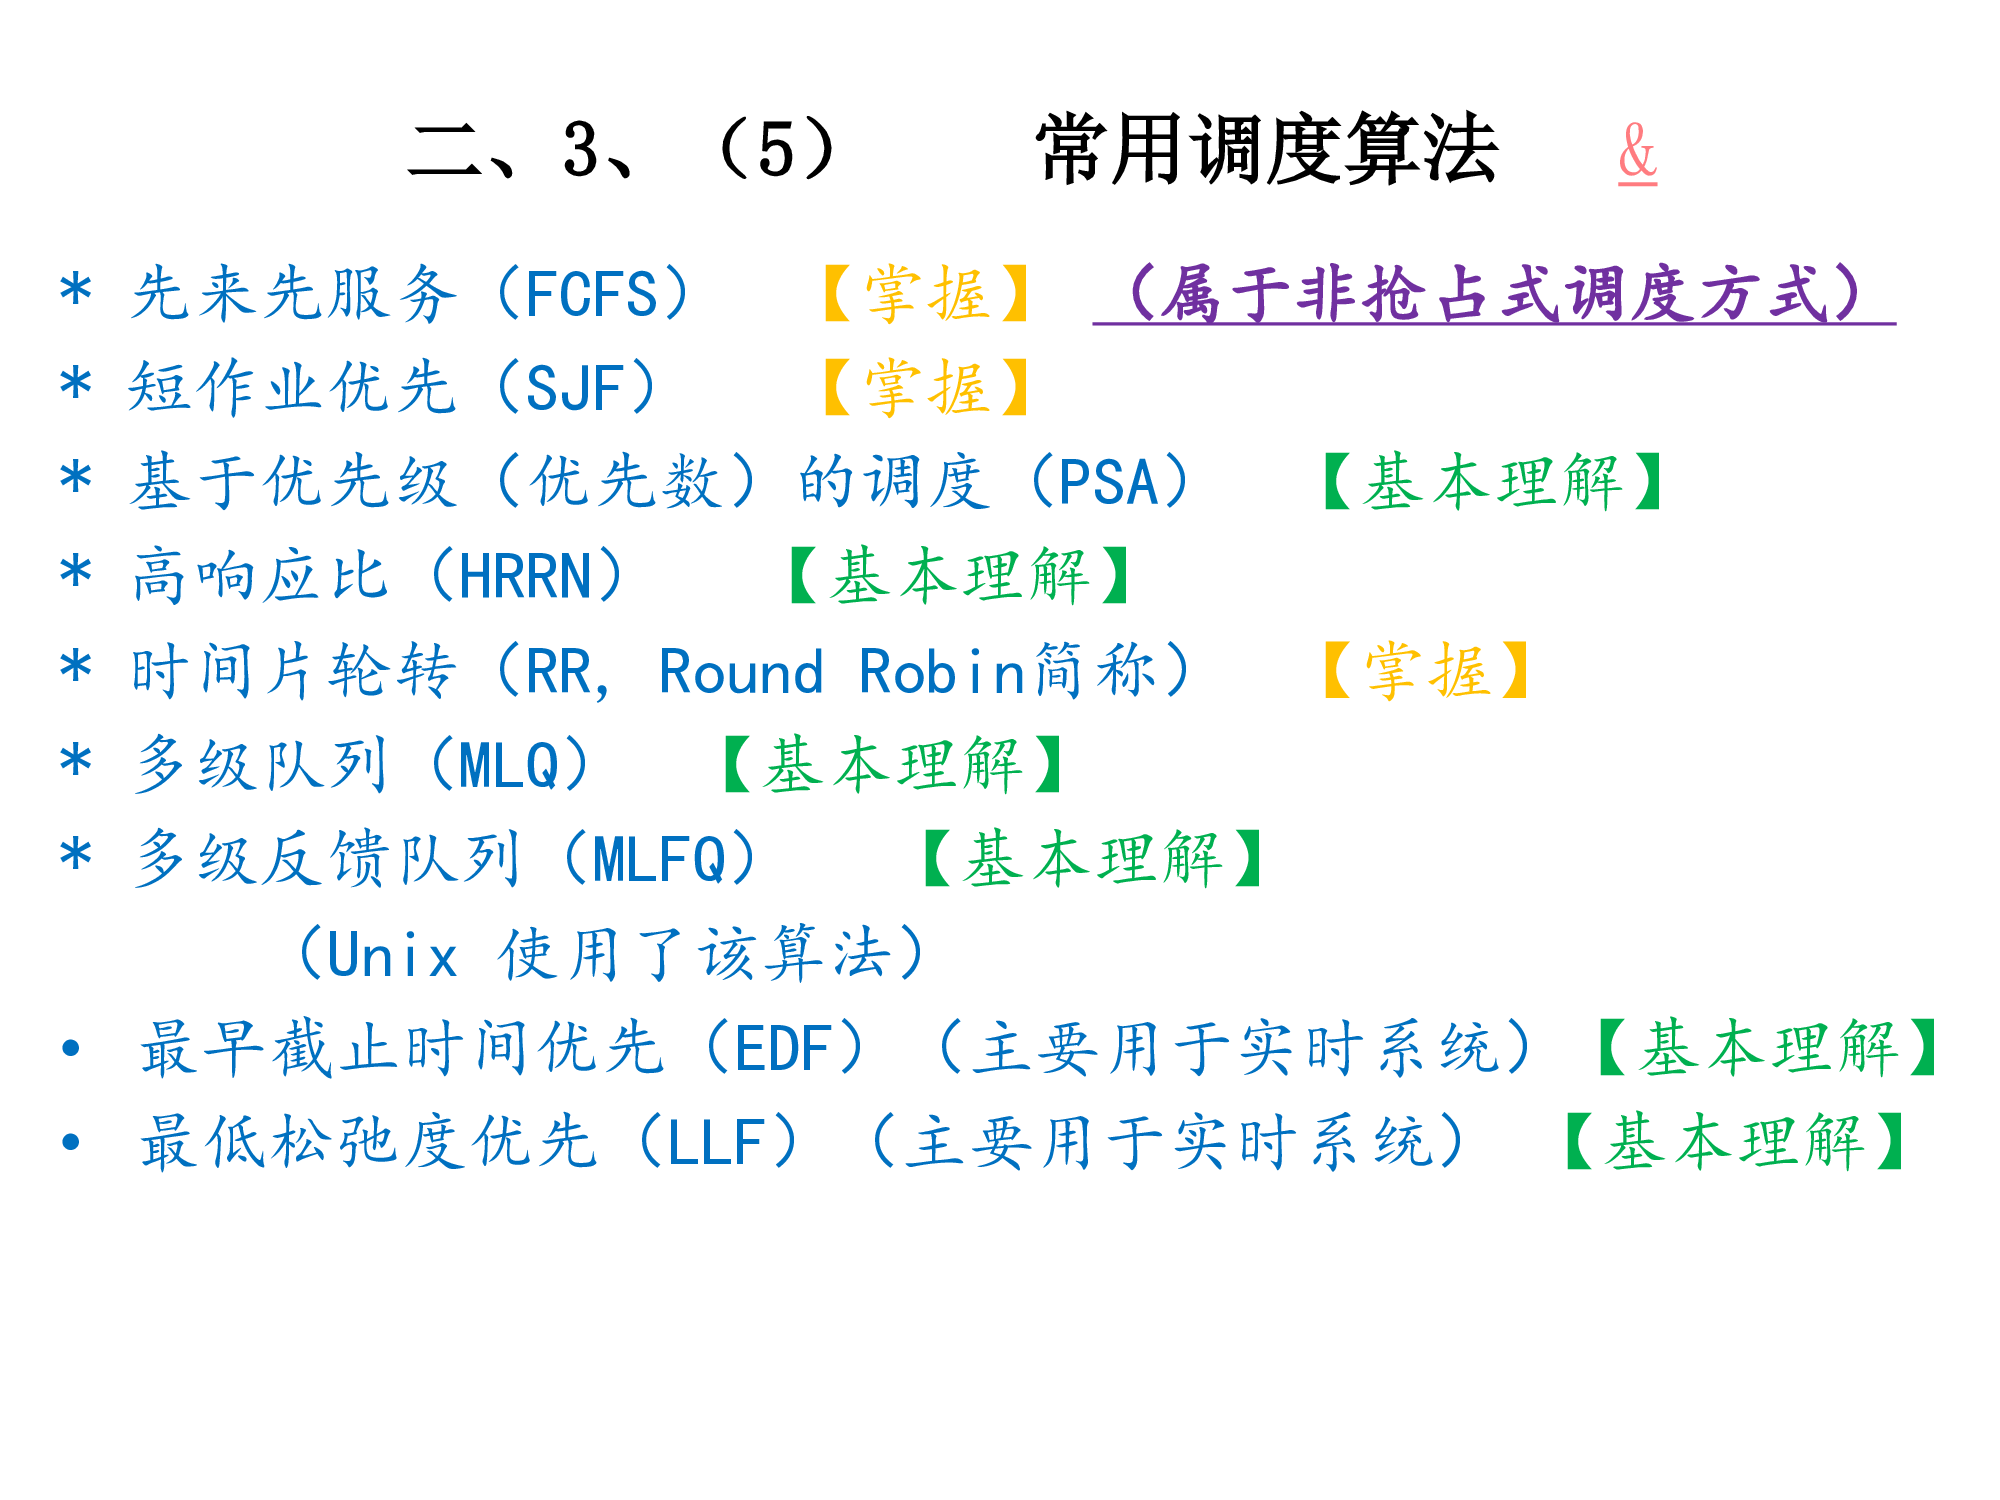 二、3、（5） 常用调度算法 &
* 先来先服务（FCFS） 【掌握】 （属于非抢占式调度方式）
* 短作业优先（SJF） 【掌握】
* 基于优先级（优先数）的调度（PSA） 【基本理解】
* 高响应比（HRRN） 【基本理解】
* 时间片轮转（RR, Round Robin简称） 【掌握】
* 多级队列（MLQ） 【基本理解】
* 多级反馈队列（MLFQ） 【基本理解】
（Unix 使用了该算法）
• 最早截止时间优先（EDF）（主要用于实时系统）【基本理解】
• 最低松弛度优先（LLF）（主要用于实时系统） 【基本理解】